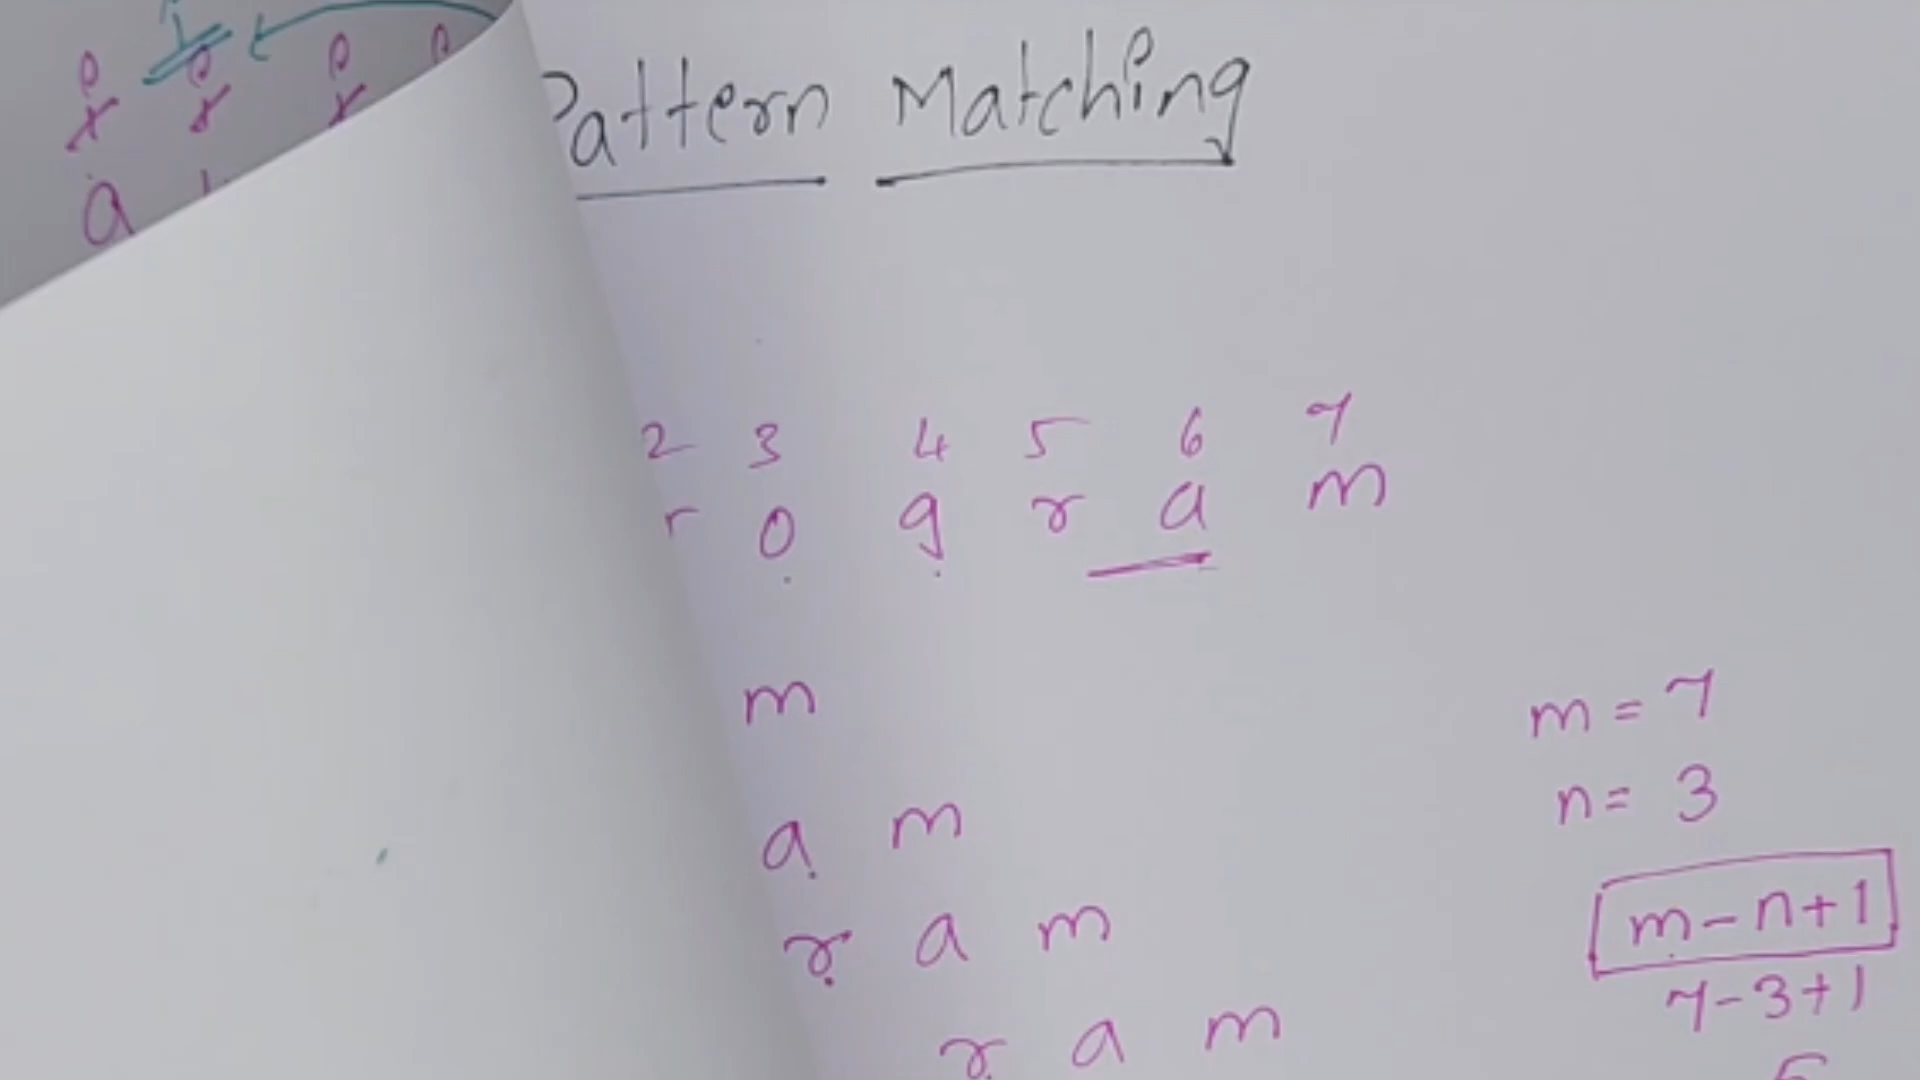 Pattern Matching
2 3 4 5 6 7
r o g r a m
m
m = 7
a m
n = 3
r a m
m - n + 1
7 - 3 + 1
r a m
a